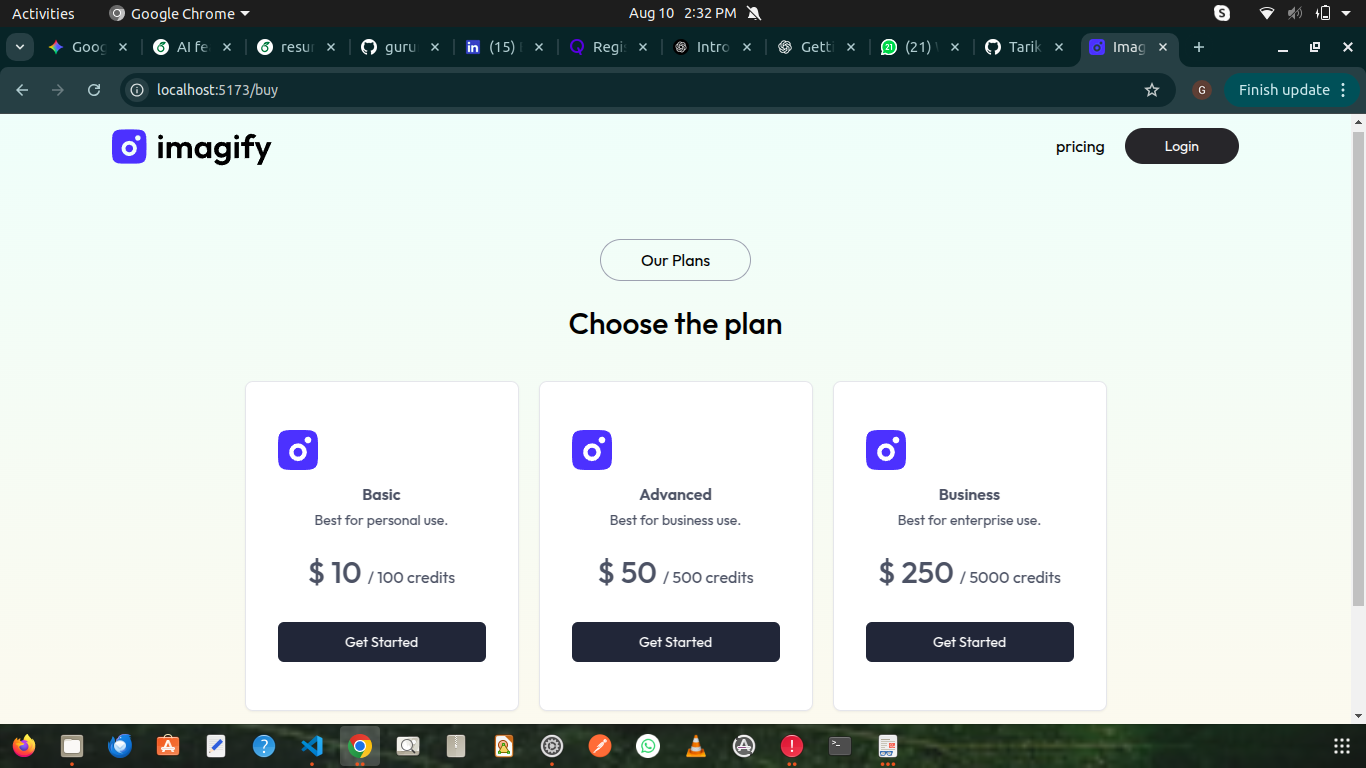 Activities Google Chrome Aug 10 2:32 PM S
Goog AI fe resu guru in (15) Regis Intro Getti 21 (21) Tarik Imag
localhost:5173/buy G Finish update
imagify pricing Login
Our Plans
Choose the plan
Basic Advanced Business
Best for personal use. Best for business use. Best for enterprise use.
$ 10 / 100 credits $ 50 / 500 credits $ 250 / 5000 credits
Get Started Get Started Get Started